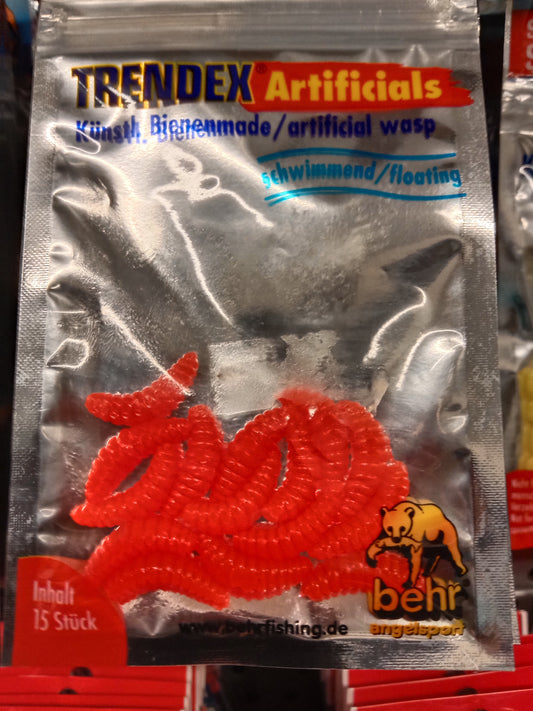 TRENDEX® Artificials
Künstl. Bienenmade/artificial wasp
schwimmend/floating
Inhalt
15 Stück
behr
angelsport
www.behrfishing.de